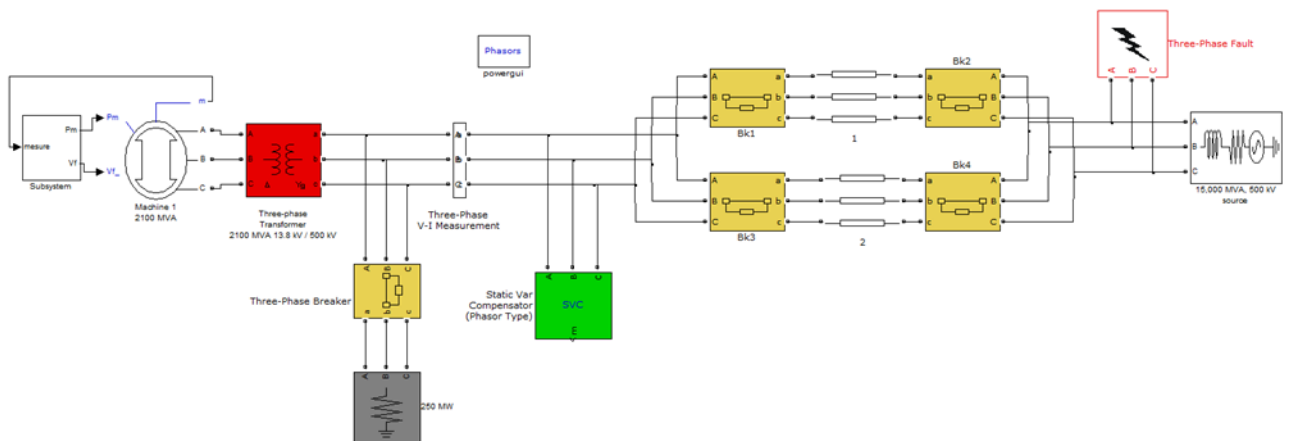 Phasors
powergui
Three-Phase Fault
A B C
mesure
Pm
Vf
Subsystem
Pm
Vf_
m
A
B
C
Machine 1
2100 MVA
A
B
C
A
Yg
a
b
c
Three-phase
Transformer
2100 MVA 13.8 kV / 500 kV
Three-Phase
V-I Measurement
A
B
C
a
b
c
Bk1
1
a
b
c
A
B
C
Bk2
A
B
C
a
b
c
Bk3
2
a
b
c
A
B
C
Bk4
A
B
C
15,000 MVA, 500 kV
source
A B C
a b c
Three-Phase Breaker
A B C
SVC
m
Static Var
Compensator
(Phasor Type)
A B C
250 MW